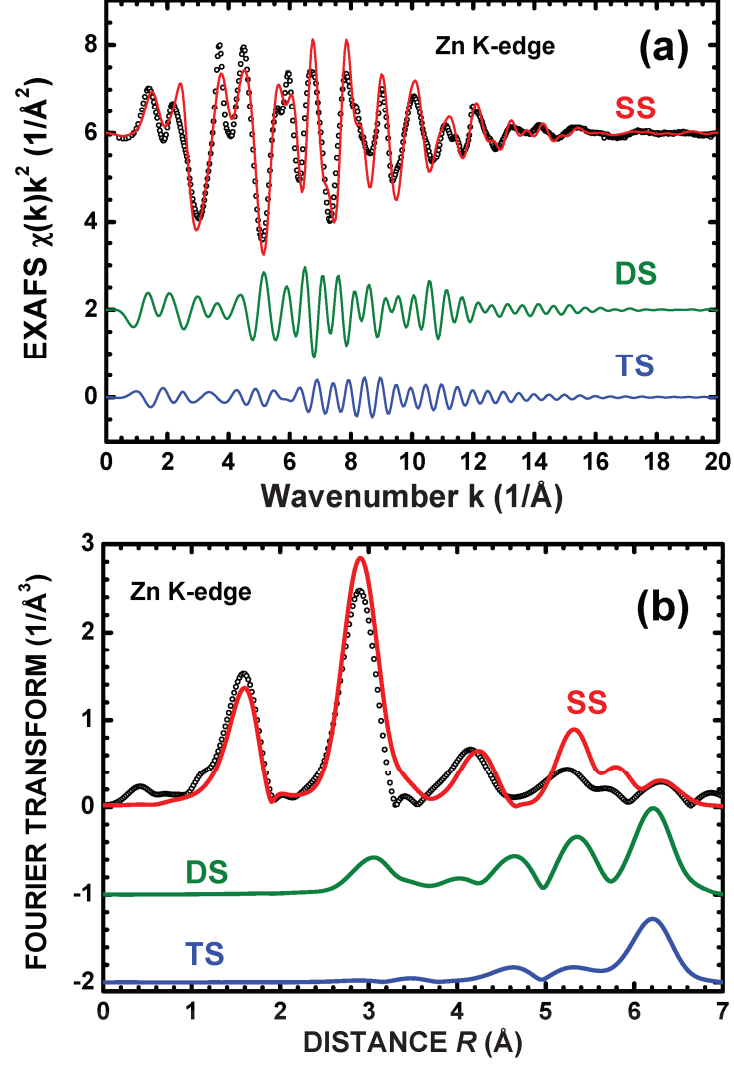 Zn K-edge
(a)
SS
DS
TS
EXAFS χ(k)k² (1/Å²)
8
6
4
2
0
0 2 4 6 8 10 12 14 16 18 20
Wavenumber k (1/Å)
Zn K-edge
(b)
SS
DS
TS
FOURIER TRANSFORM (1/Å³)
3
2
1
0
-1
-2
0 1 2 3 4 5 6 7
DISTANCE R (Å)